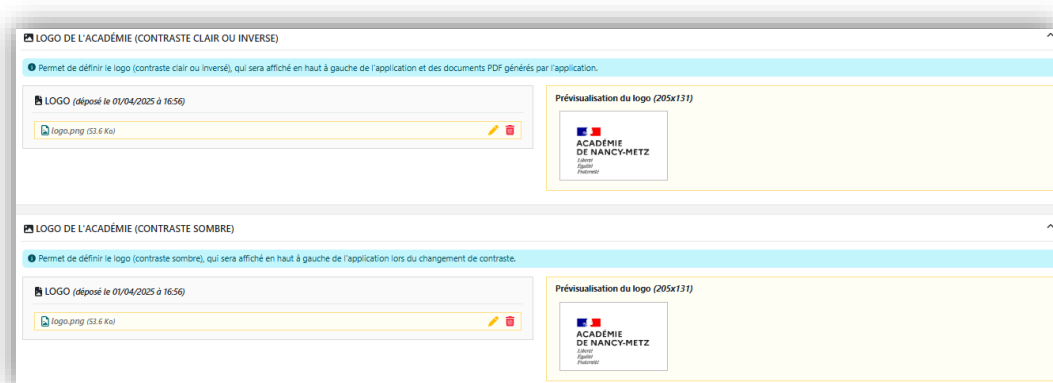 LOGO DE L'ACADÉMIE (CONTRASTE CLAIR OU INVERSE)
Permet de définir le logo (contraste clair ou inversé), qui sera affiché en haut à gauche de l'application et des documents PDF générés par l'application.
LOGO (déposé le 01/04/2025 à 16:56)
logo.png (53.6 Ko)
Prévisualisation du logo (205x131)
ACADÉMIE
DE NANCY-METZ
Liberté
Égalité
Fraternité
LOGO DE L'ACADÉMIE (CONTRASTE SOMBRE)
Permet de définir le logo (contraste sombre), qui sera affiché en haut à gauche de l'application lors du changement de contraste.
LOGO (déposé le 01/04/2025 à 16:56)
logo.png (53.6 Ko)
Prévisualisation du logo (205x131)
ACADÉMIE
DE NANCY-METZ
Liberté
Égalité
Fraternité